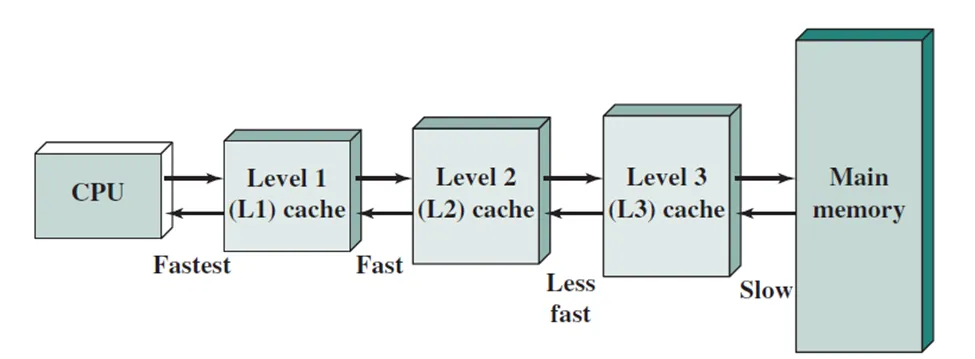 CPU
Level 1
(L1) cache
Level 2
(L2) cache
Level 3
(L3) cache
Main
memory
Fastest
Fast
Less
fast
Slow